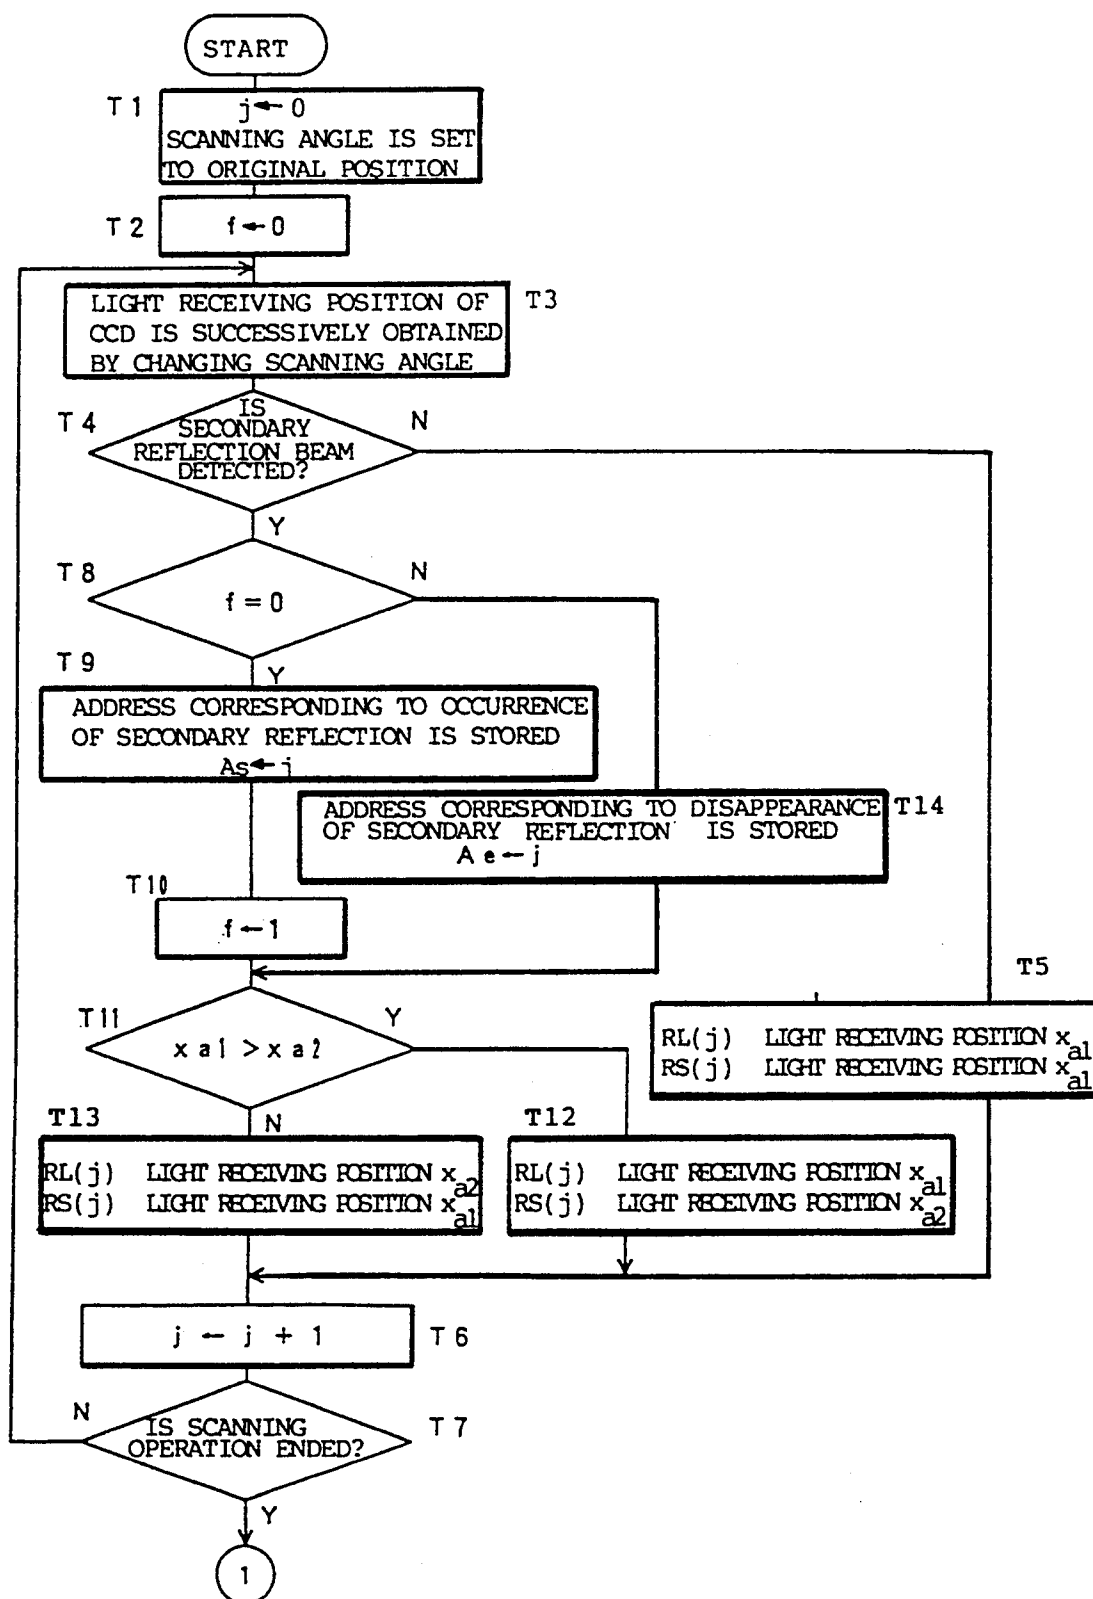 START
T1
j ← 0
SCANNING ANGLE IS SET
TO ORIGINAL POSITION
T2
f ← 0
LIGHT RECEIVING POSITION OF
CCD IS SUCCESSIVELY OBTAINED
BY CHANGING SCANNING ANGLE
T3
T4
IS
SECONDARY
REFLECTION BEAM
DETECTED?
N
Y
T8
f = 0
N
Y
T9
ADDRESS CORRESPONDING TO OCCURRENCE
OF SECONDARY REFLECTION IS STORED
As ← j
ADDRESS CORRESPONDING TO DISAPPEARANCE
OF SECONDARY REFLECTION IS STORED
Ae ← j
T14
T10
f ← 1
T5
RL(j) LIGHT RECEIVING POSITION xa1
RS(j) LIGHT RECEIVING POSITION xa1
T11
xa1 > xa2
Y
N
T13
RL(j) LIGHT RECEIVING POSITION xa2
RS(j) LIGHT RECEIVING POSITION xa1
T12
RL(j) LIGHT RECEIVING POSITION xa1
RS(j) LIGHT RECEIVING POSITION xa2
j ← j + 1
T6
N
IS SCANNING
OPERATION ENDED?
T7
Y
1